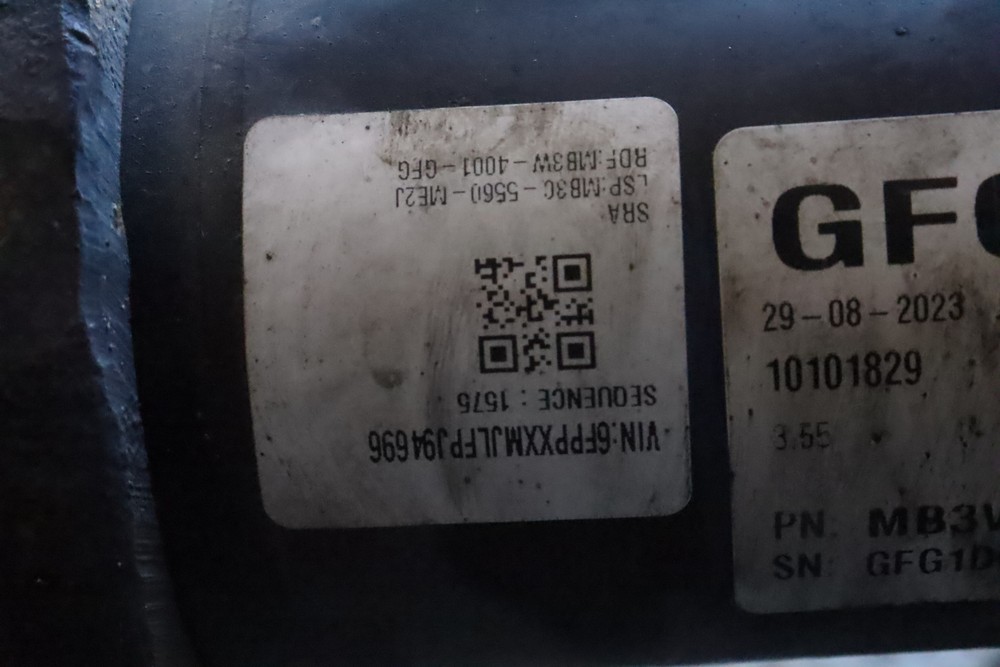 VIN:6FPPXXMJLFPJ94696
SEQUENCE : 1575
SRA
LSP:MB3C-5560-ME2J
RDF:MB3W-4001-GFG
GFG
29-08-2023
10101829
3.55
PN: MB3W
SN: GFG1D